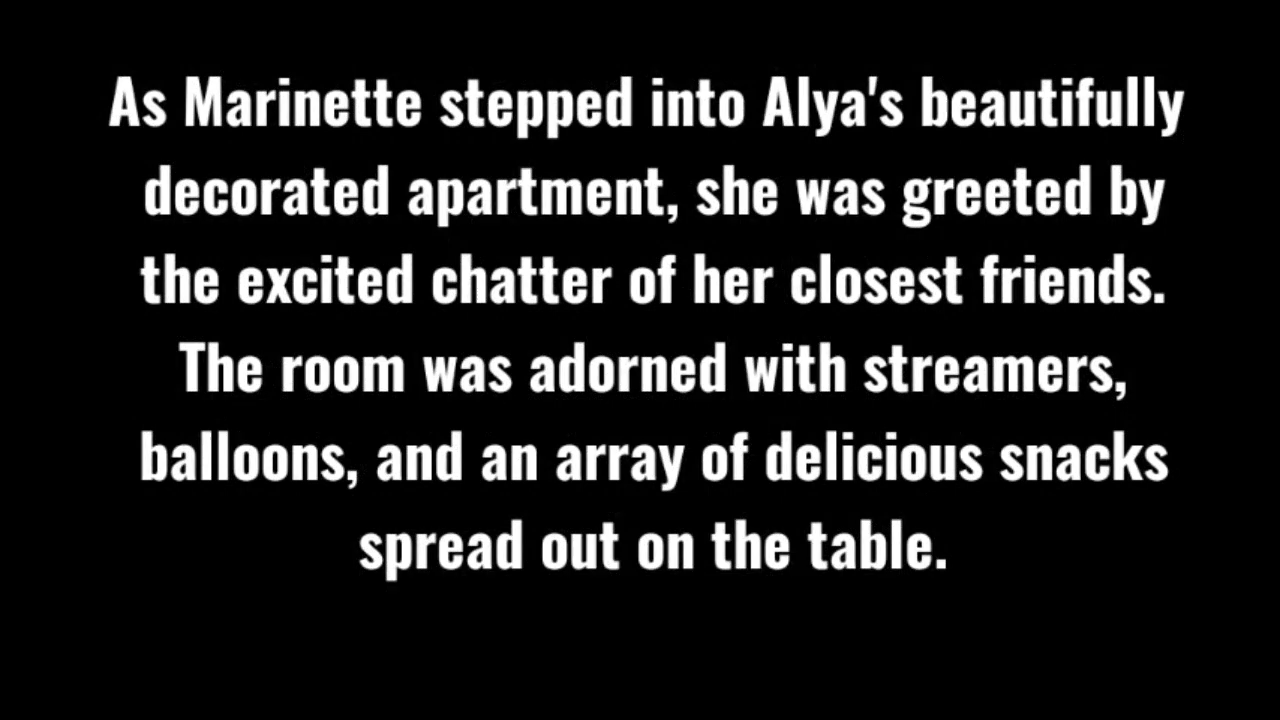 As Marinette stepped into Alya's beautifully
decorated apartment, she was greeted by
the excited chatter of her closest friends.
The room was adorned with streamers,
balloons, and an array of delicious snacks
spread out on the table.